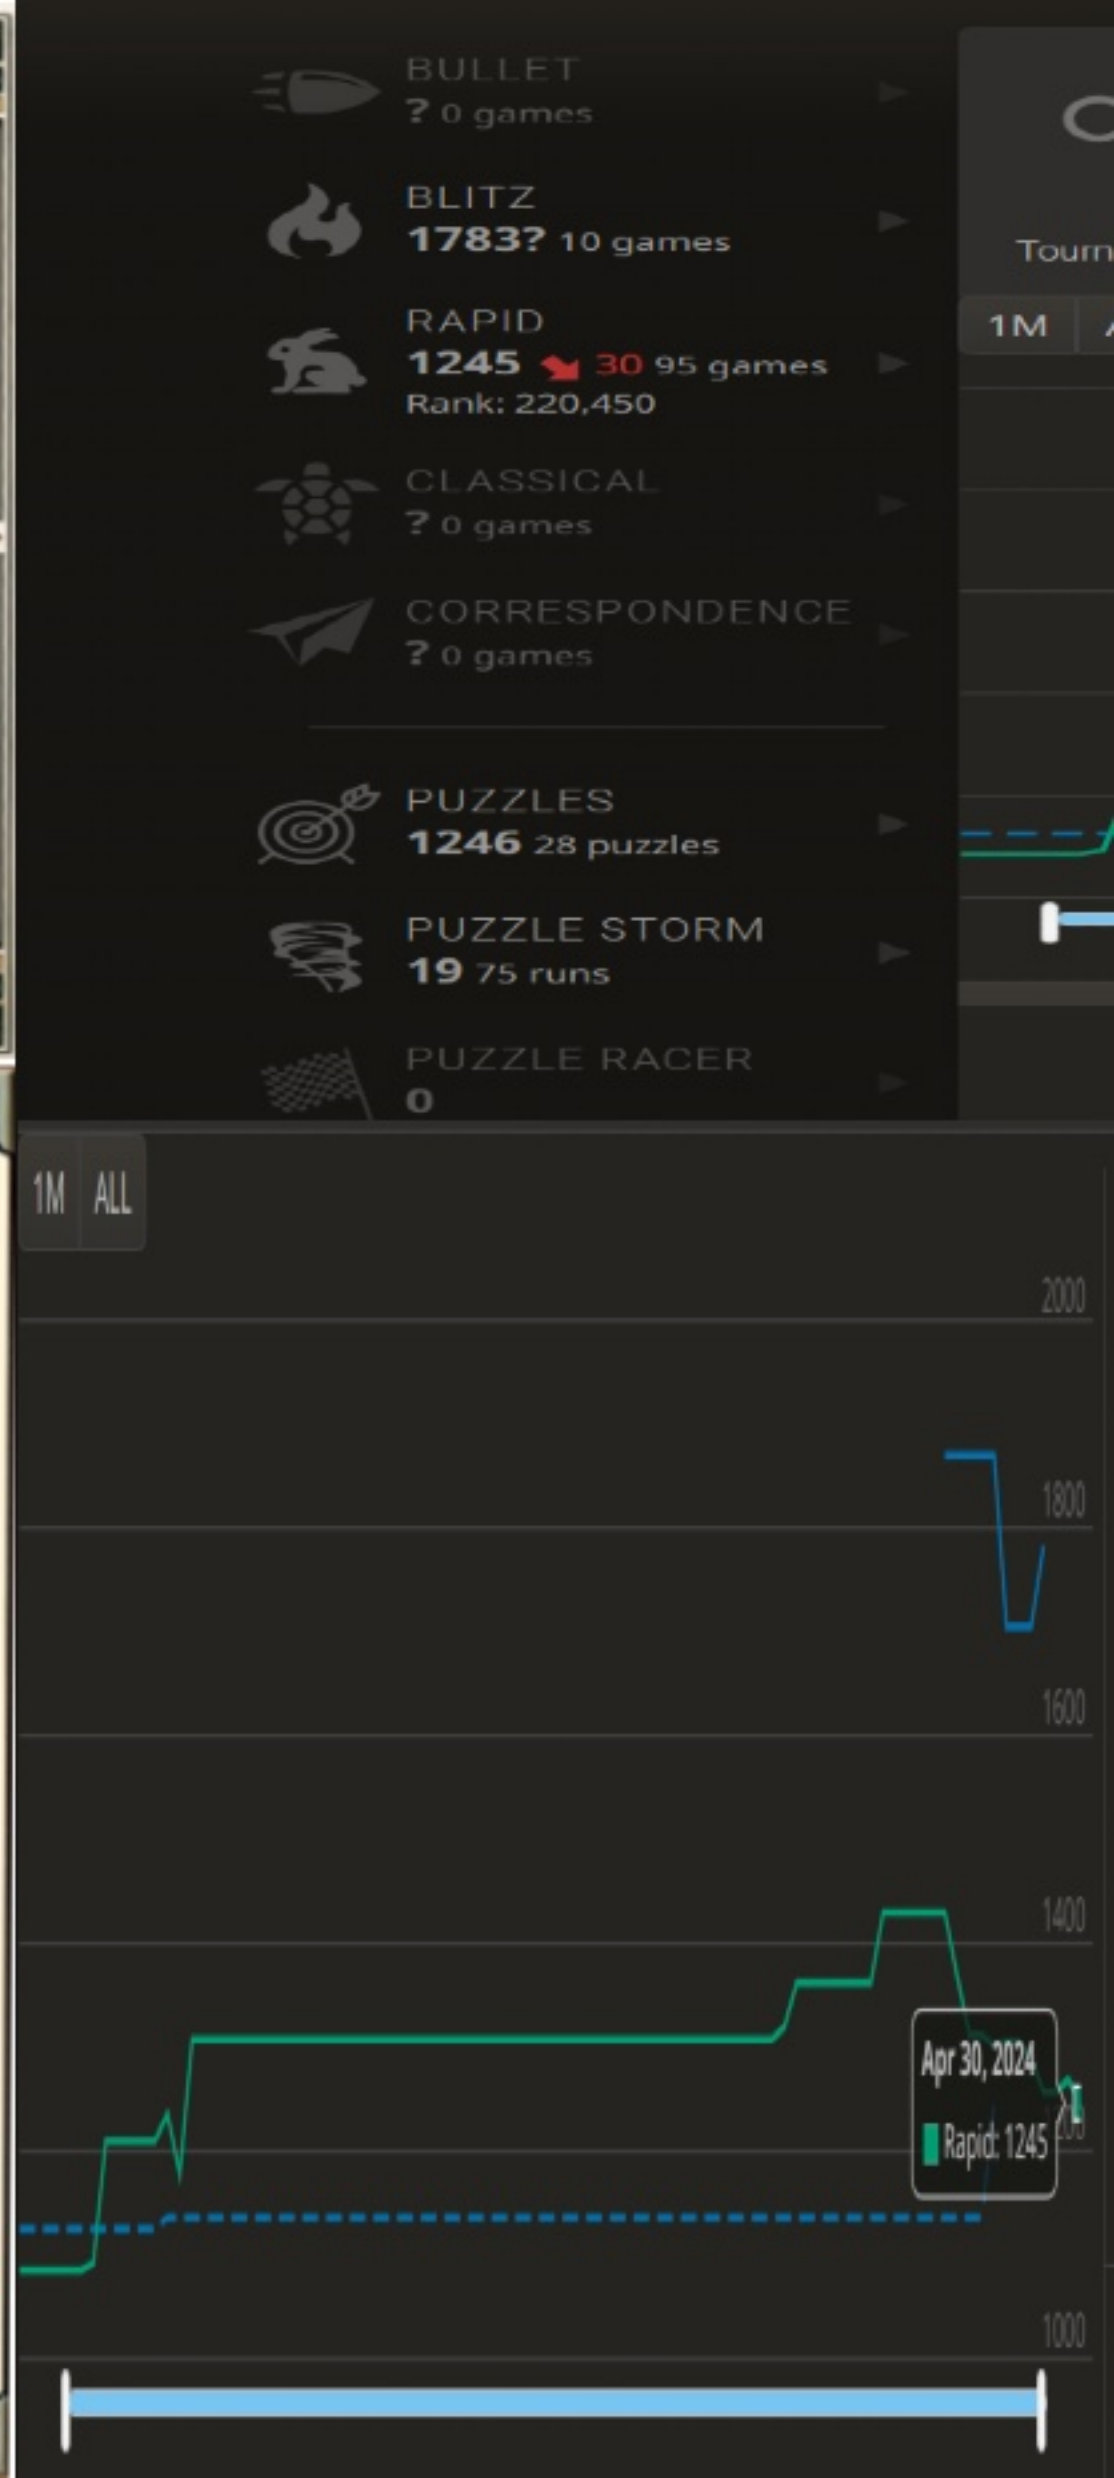 BULLET
? 0 games
BLITZ
1783? 10 games
RAPID
1245 30 95 games
Rank: 220,450
CLASSICAL
? 0 games
CORRESPONDENCE
? 0 games
PUZZLES
1246 28 puzzles
PUZZLE STORM
19 75 runs
PUZZLE RACER
0
1M
1M ALL
2000
1800
1600
1400
Apr 30, 2024
Rapid: 1245
1000